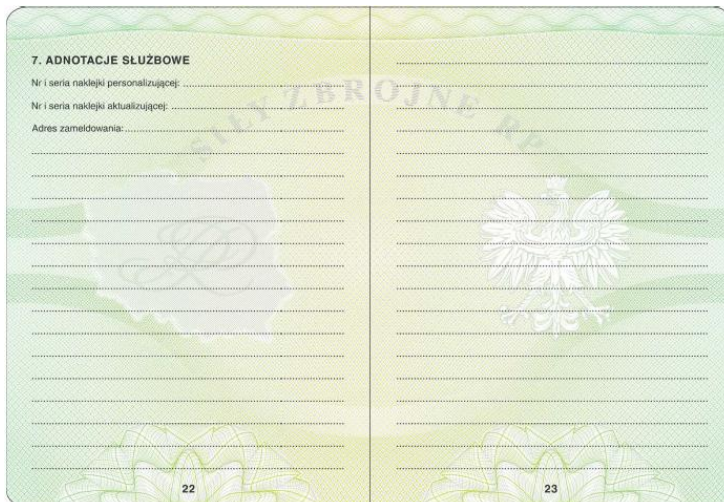 7. ADNOTACJE SŁUŻBOWE
Nr i seria naklejki personalizującej:
Nr i seria naklejki aktualizującej:
Adres zameldowania:
SIŁY ZBROJNE RP
22
23